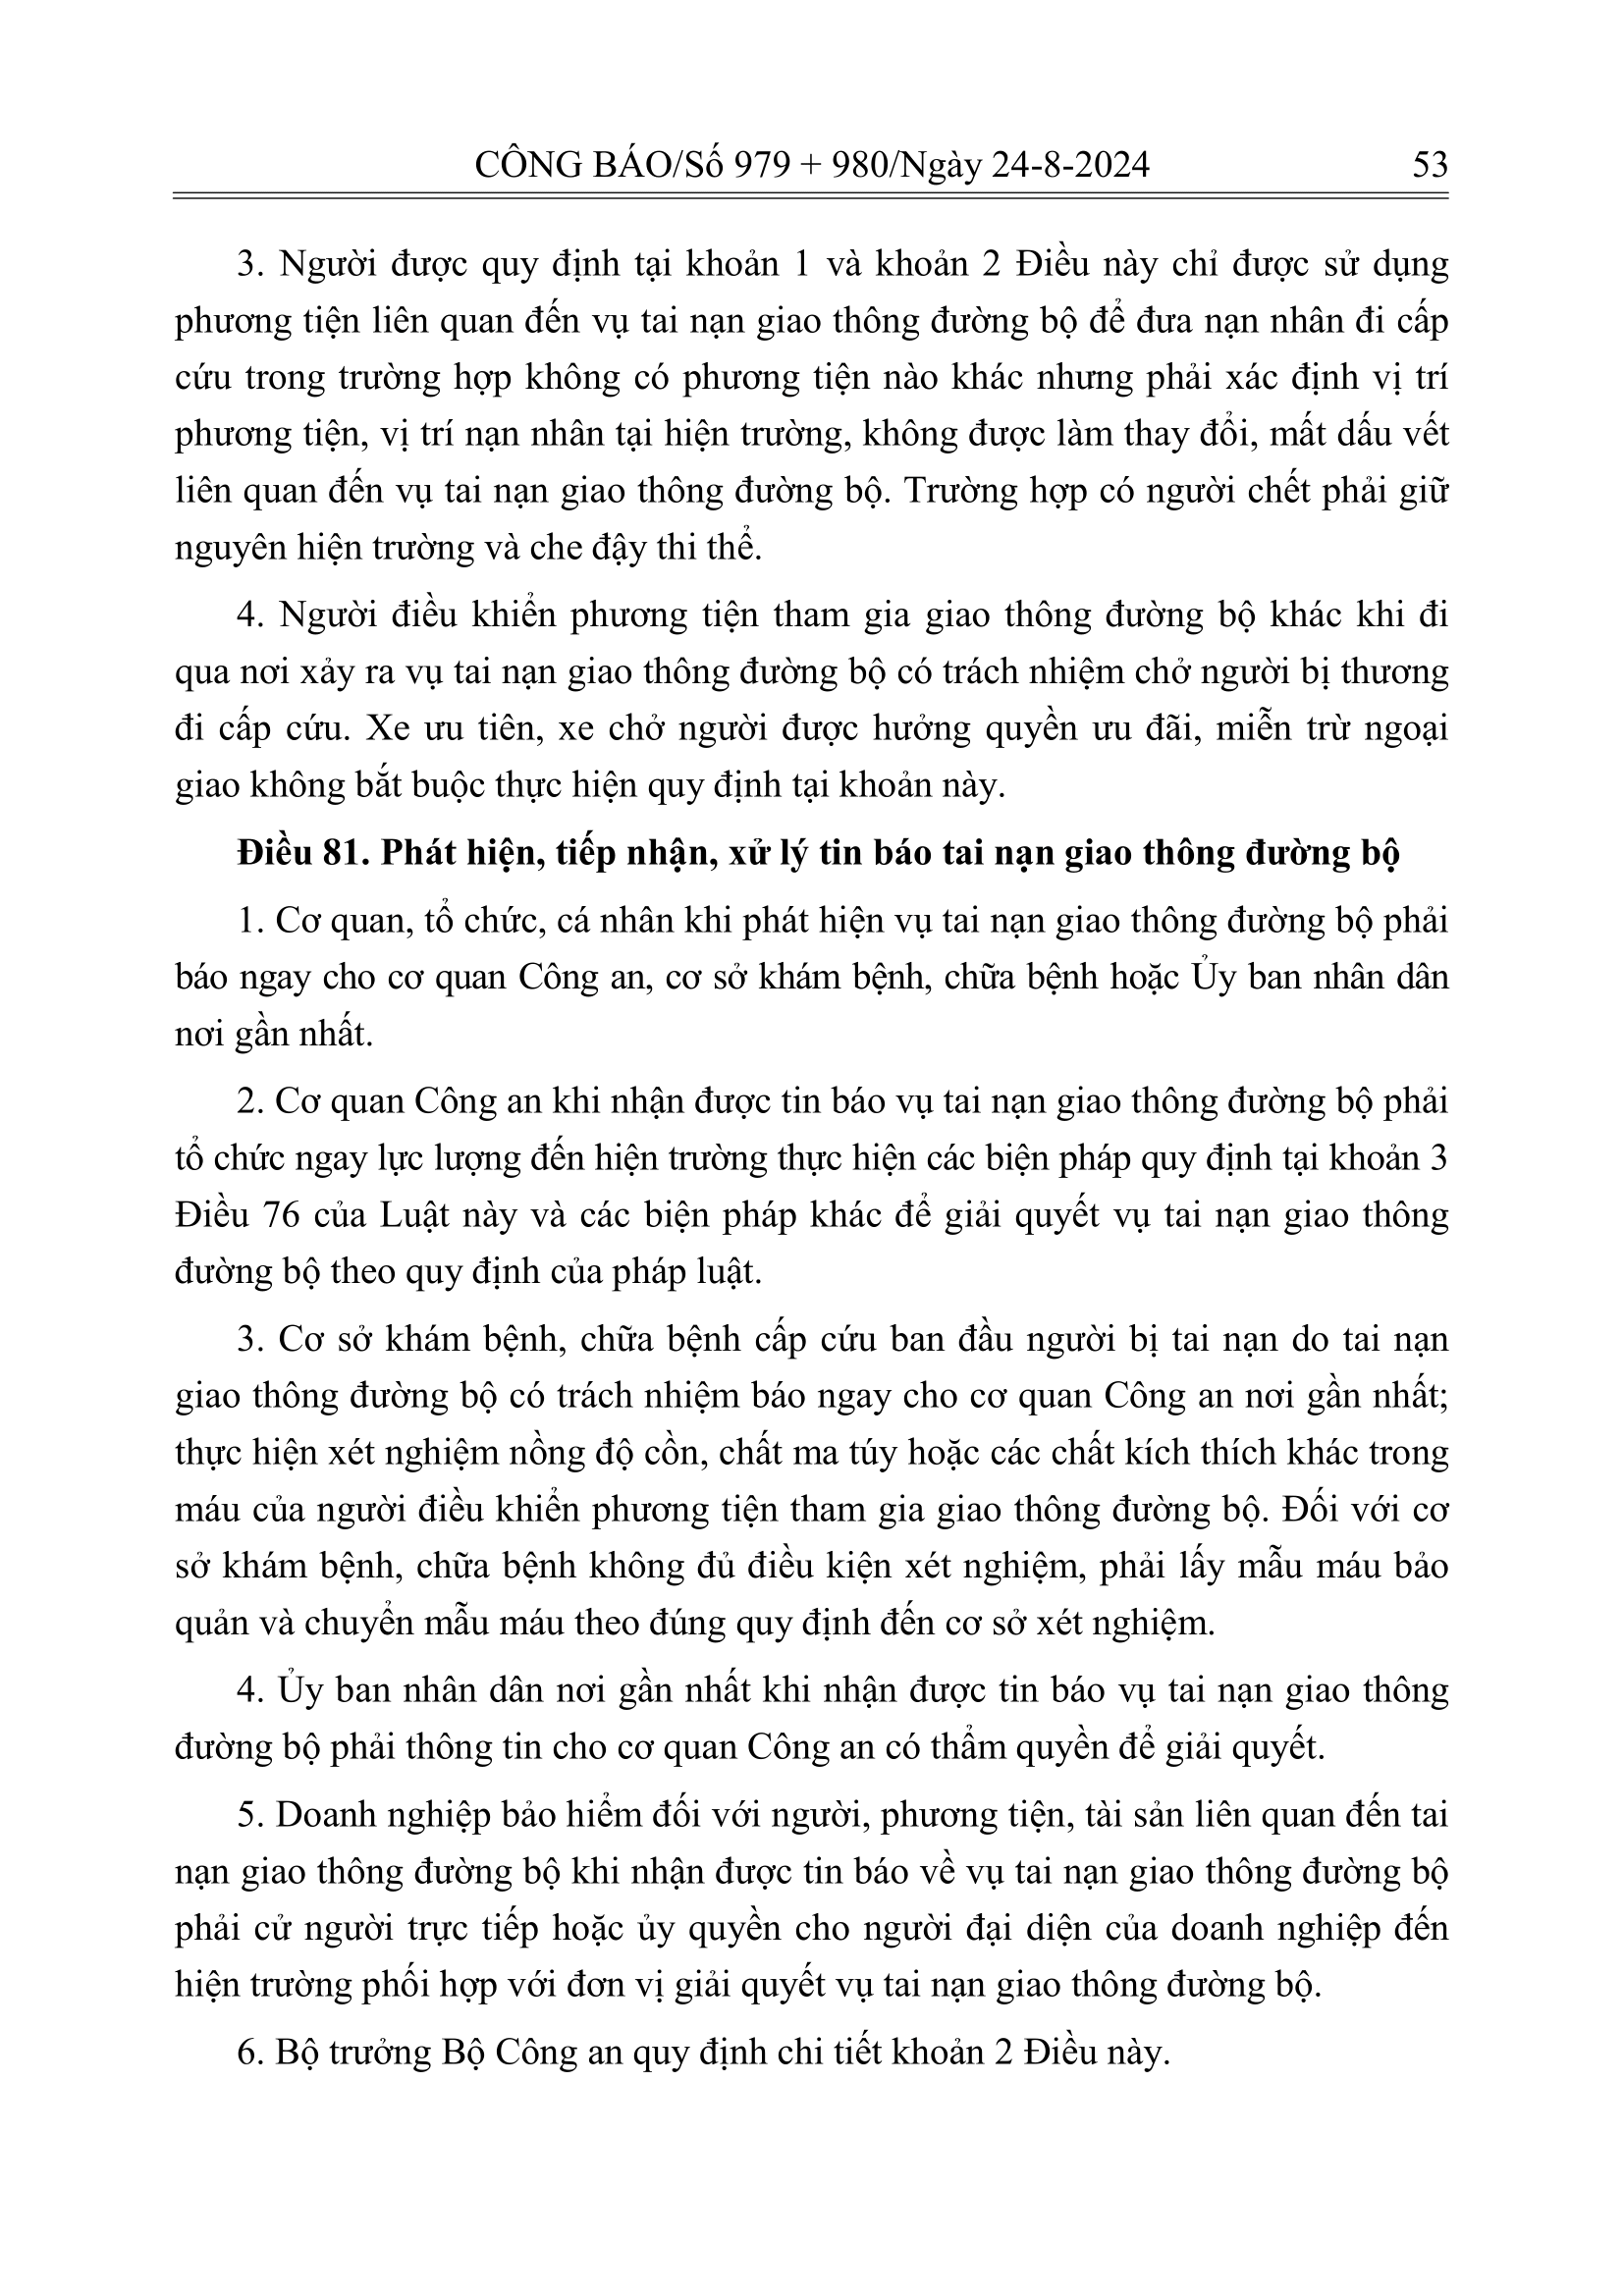 CÔNG BÁO/Số 979 + 980/Ngày 24-8-2024 53
3. Người được quy định tại khoản 1 và khoản 2 Điều này chỉ được sử dụng
phương tiện liên quan đến vụ tai nạn giao thông đường bộ để đưa nạn nhân đi cấp
cứu trong trường hợp không có phương tiện nào khác nhưng phải xác định vị trí
phương tiện, vị trí nạn nhân tại hiện trường, không được làm thay đổi, mất dấu vết
liên quan đến vụ tai nạn giao thông đường bộ. Trường hợp có người chết phải giữ
nguyên hiện trường và che đậy thi thể.
4. Người điều khiển phương tiện tham gia giao thông đường bộ khác khi đi
qua nơi xảy ra vụ tai nạn giao thông đường bộ có trách nhiệm chở người bị thương
đi cấp cứu. Xe ưu tiên, xe chở người được hưởng quyền ưu đãi, miễn trừ ngoại
giao không bắt buộc thực hiện quy định tại khoản này.
Điều 81. Phát hiện, tiếp nhận, xử lý tin báo tai nạn giao thông đường bộ
1. Cơ quan, tổ chức, cá nhân khi phát hiện vụ tai nạn giao thông đường bộ phải
báo ngay cho cơ quan Công an, cơ sở khám bệnh, chữa bệnh hoặc Ủy ban nhân dân
nơi gần nhất.
2. Cơ quan Công an khi nhận được tin báo vụ tai nạn giao thông đường bộ phải
tổ chức ngay lực lượng đến hiện trường thực hiện các biện pháp quy định tại khoản 3
Điều 76 của Luật này và các biện pháp khác để giải quyết vụ tai nạn giao thông
đường bộ theo quy định của pháp luật.
3. Cơ sở khám bệnh, chữa bệnh cấp cứu ban đầu người bị tai nạn do tai nạn
giao thông đường bộ có trách nhiệm báo ngay cho cơ quan Công an nơi gần nhất;
thực hiện xét nghiệm nồng độ cồn, chất ma túy hoặc các chất kích thích khác trong
máu của người điều khiển phương tiện tham gia giao thông đường bộ. Đối với cơ
sở khám bệnh, chữa bệnh không đủ điều kiện xét nghiệm, phải lấy mẫu máu bảo
quản và chuyển mẫu máu theo đúng quy định đến cơ sở xét nghiệm.
4. Ủy ban nhân dân nơi gần nhất khi nhận được tin báo vụ tai nạn giao thông
đường bộ phải thông tin cho cơ quan Công an có thẩm quyền để giải quyết.
5. Doanh nghiệp bảo hiểm đối với người, phương tiện, tài sản liên quan đến tai
nạn giao thông đường bộ khi nhận được tin báo về vụ tai nạn giao thông đường bộ
phải cử người trực tiếp hoặc ủy quyền cho người đại diện của doanh nghiệp đến
hiện trường phối hợp với đơn vị giải quyết vụ tai nạn giao thông đường bộ.
6. Bộ trưởng Bộ Công an quy định chi tiết khoản 2 Điều này.